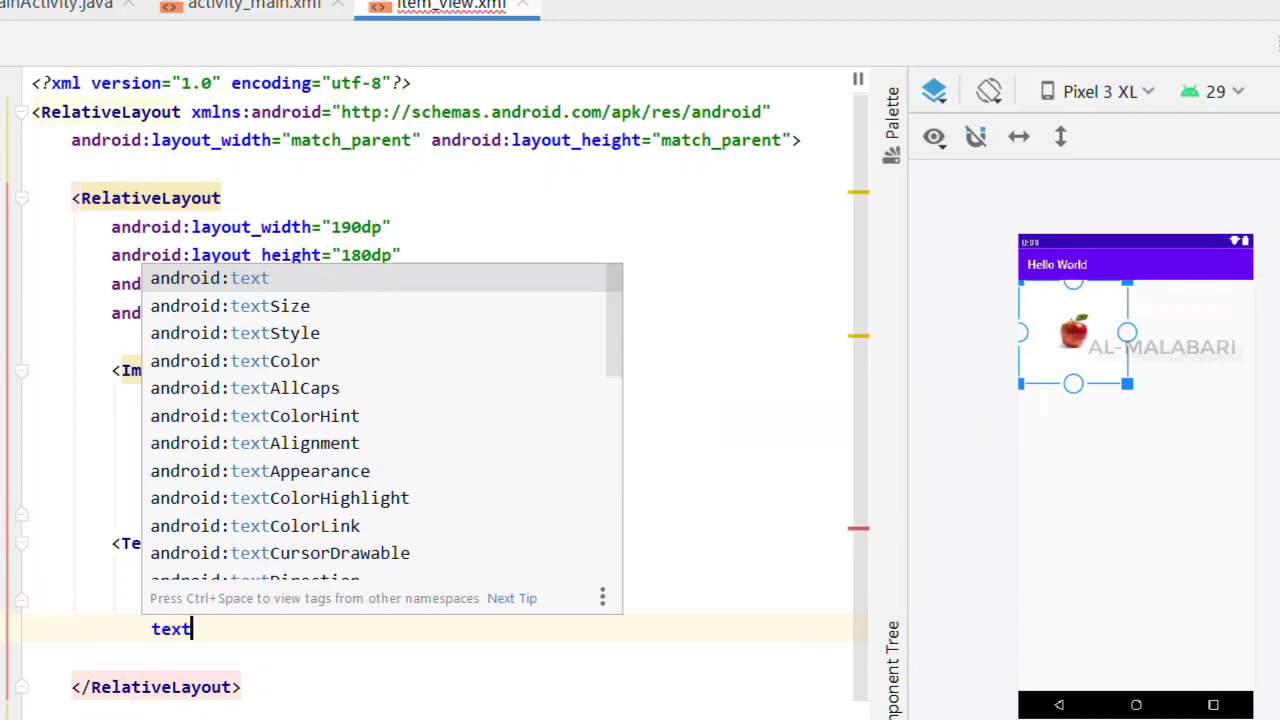 ainActivity.java
activity_main.xml
item_view.xml
<?xml version="1.0" encoding="utf-8"?>
<RelativeLayout xmlns:android="http://schemas.android.com/apk/res/android"
android:layout_width="match_parent" android:layout_height="match_parent">
<RelativeLayout
android:layout_width="190dp"
android:layout_height="180dp"
and
and
<Im
<Te
android:text
android:textSize
android:textStyle
android:textColor
android:textAllCaps
android:textColorHint
android:textAlignment
android:textAppearance
android:textColorHighlight
android:textColorLink
android:textCursorDrawable
android:textDirection
Press Ctrl+Space to view tags from other namespaces Next Tip
text
</RelativeLayout>
Palette
mponent Tree
Pixel 3 XL
29
Hello World
AL-MALABARI